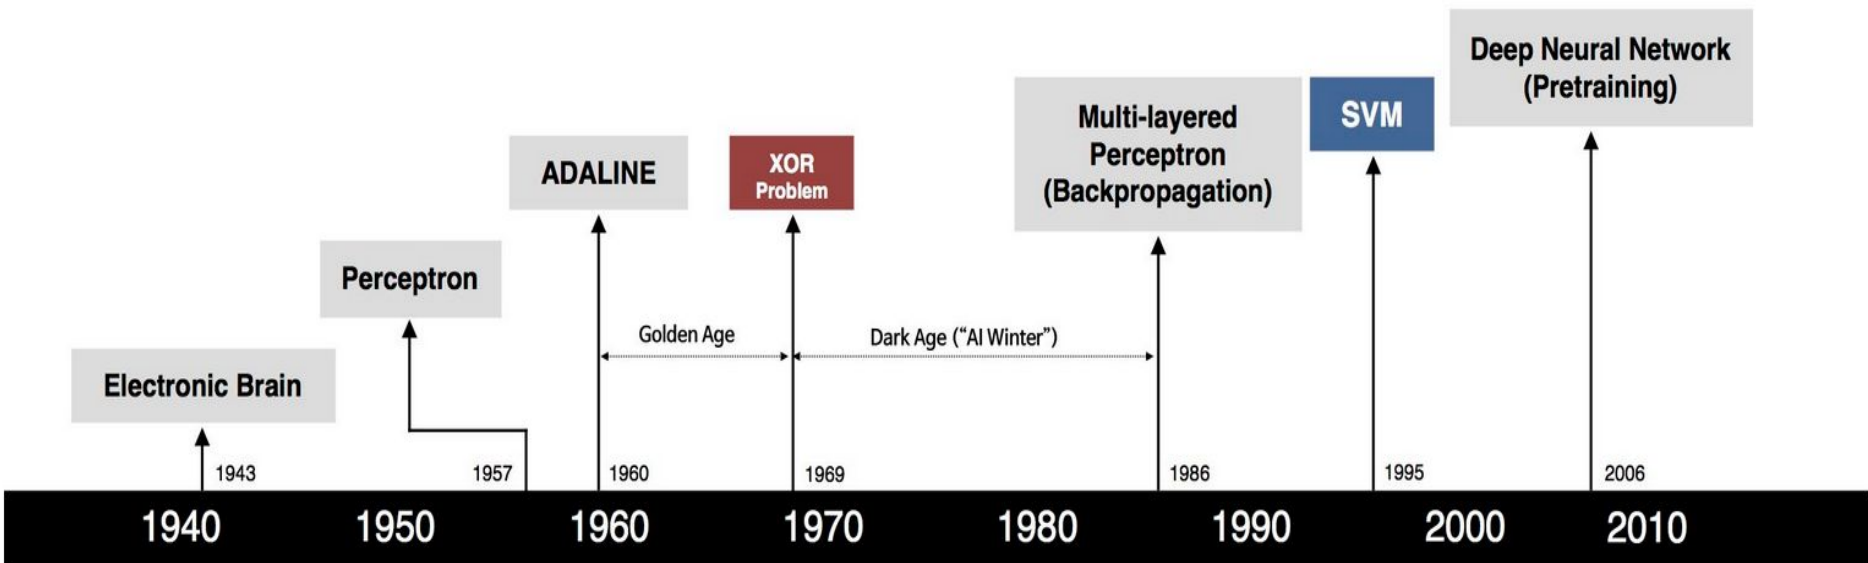 Deep Neural Network
(Pretraining)
Multi-layered
Perceptron
(Backpropagation)
SVM
ADALINE
XOR
Problem
Perceptron
Golden Age
Dark Age ("AI Winter")
Electronic Brain
1943
1957
1960
1969
1986
1995
2006
1940
1950
1960
1970
1980
1990
2000
2010